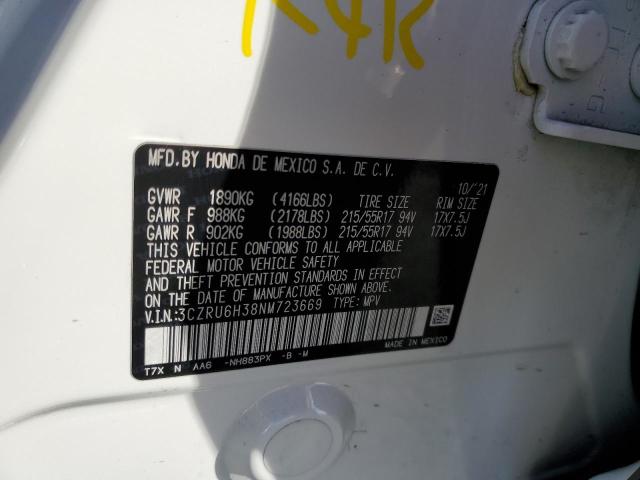 MFD.BY HONDA DE MEXICO S.A. DE C.V.
10/'21
GVWR 1890KG (4166LBS) TIRE SIZE RIM SIZE
GAWR F 988KG (2178LBS) 215/55R17 94V 17X7.5J
GAWR R 902KG (1988LBS) 215/55R17 94V 17X7.5J
THIS VEHICLE CONFORMS TO ALL APPLICABLE
FEDERAL MOTOR VEHICLE SAFETY
AND THEFT PREVENTION STANDARDS IN EFFECT
ON THE DATE OF MANUFACTURE SHOWN ABOVE.
V.I.N:3CZRU6H38NM723669 TYPE: MPV
MADE IN MEXICO
T7X N AA6 -NH883PX -B -M